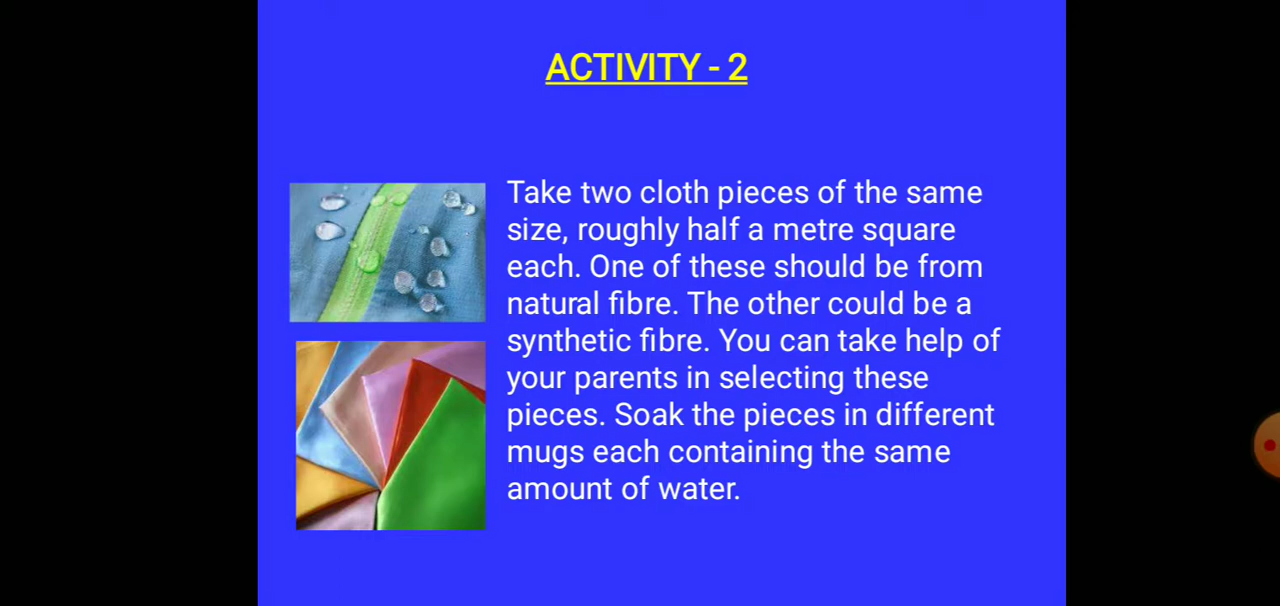 ACTIVITY - 2
Take two cloth pieces of the same
size, roughly half a metre square
each. One of these should be from
natural fibre. The other could be a
synthetic fibre. You can take help of
your parents in selecting these
pieces. Soak the pieces in different
mugs each containing the same
amount of water.